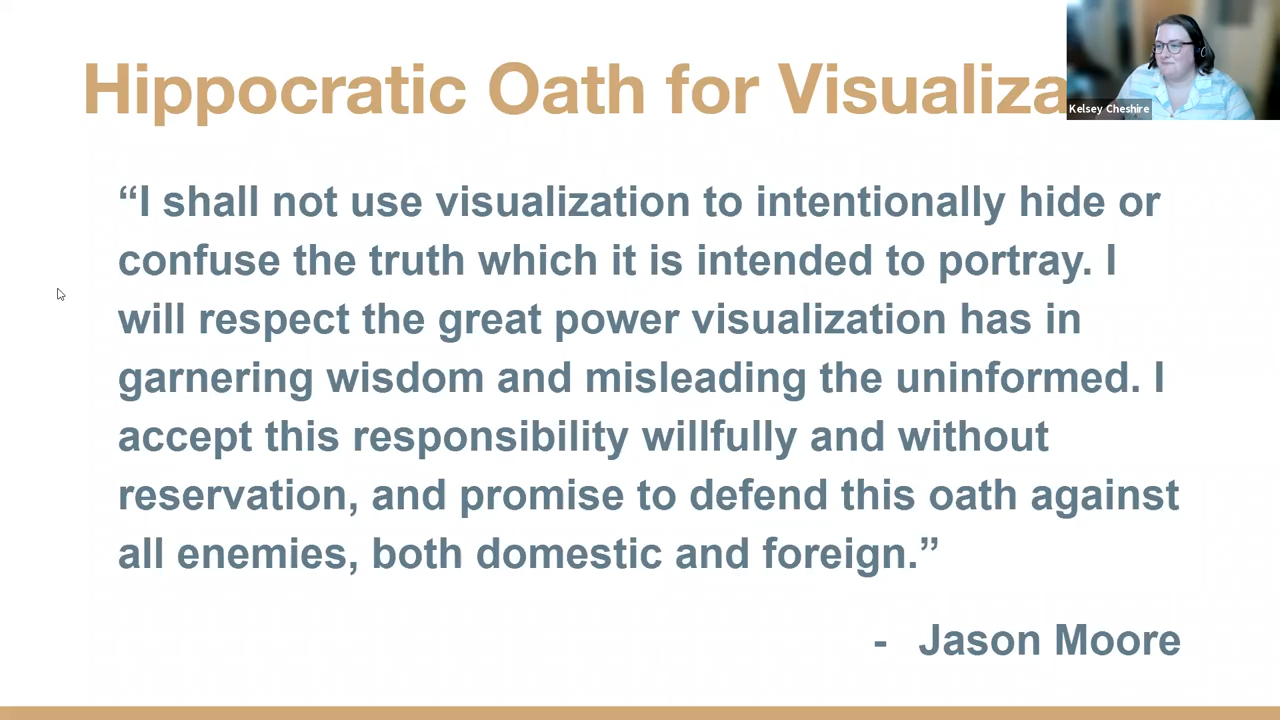 Hippocratic Oath for Visualiza
Kelsey Cheshire
“I shall not use visualization to intentionally hide or
confuse the truth which it is intended to portray. I
will respect the great power visualization has in
garnering wisdom and misleading the uninformed. I
accept this responsibility willfully and without
reservation, and promise to defend this oath against
all enemies, both domestic and foreign.”
- Jason Moore